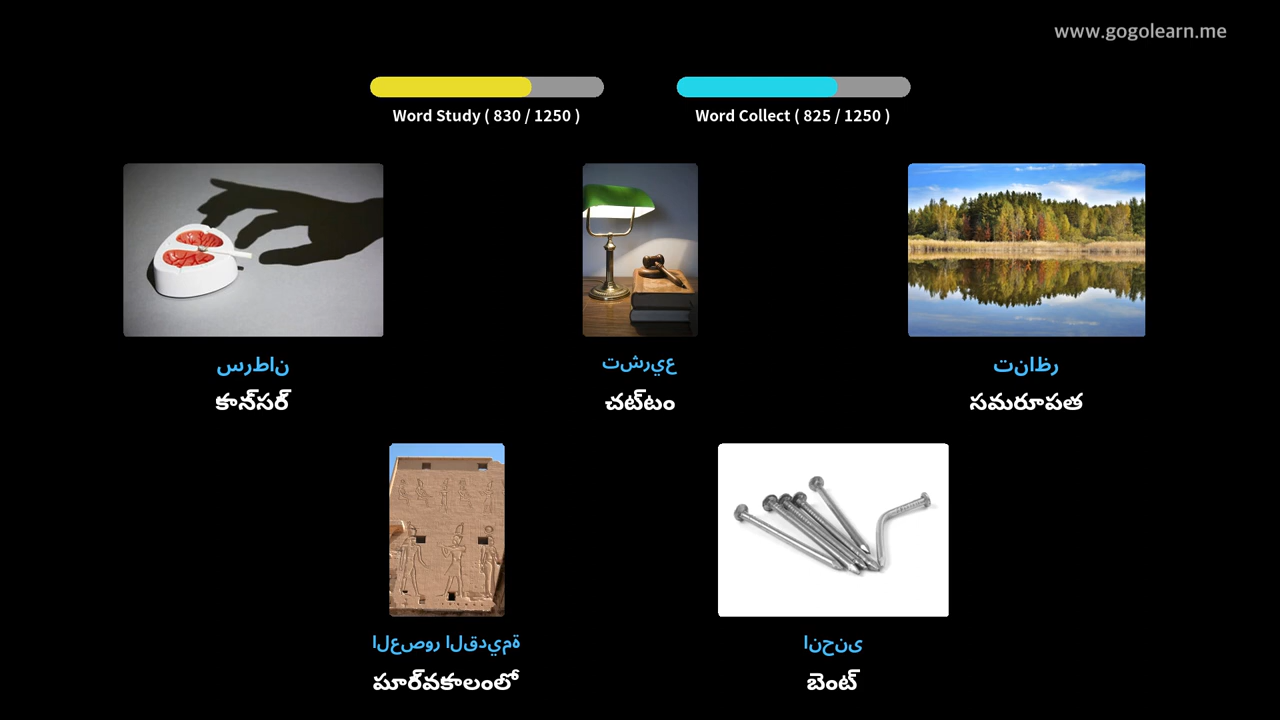 www.gogolearn.me
Word Study ( 830 / 1250 )
Word Collect ( 825 / 1250 )
سرطان
تشريع
تناظر
కాన్సర్
చట్టం
సమరూపత
العصور القديمة
انحنى
పూర్వకాలంలో
బెంట్